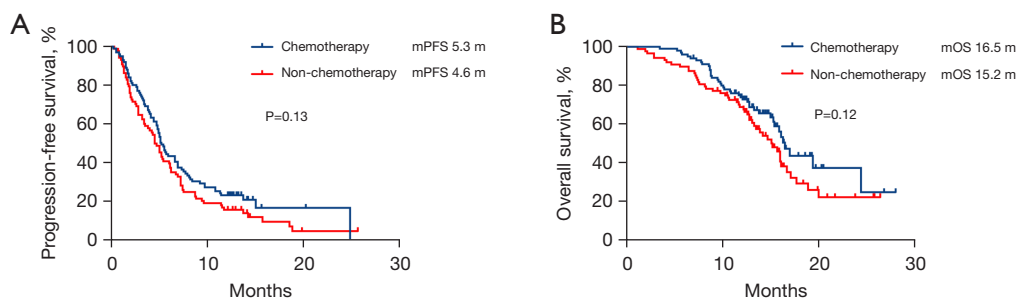 A
Progression-free survival, %
100
80
60
40
20
0
0 10 20 30
Months
Chemotherapy mPFS 5.3 m
Non-chemotherapy mPFS 4.6 m
P=0.13
B
Overall survival, %
100
80
60
40
20
0
0 10 20 30
Months
Chemotherapy mOS 16.5 m
Non-chemotherapy mOS 15.2 m
P=0.12